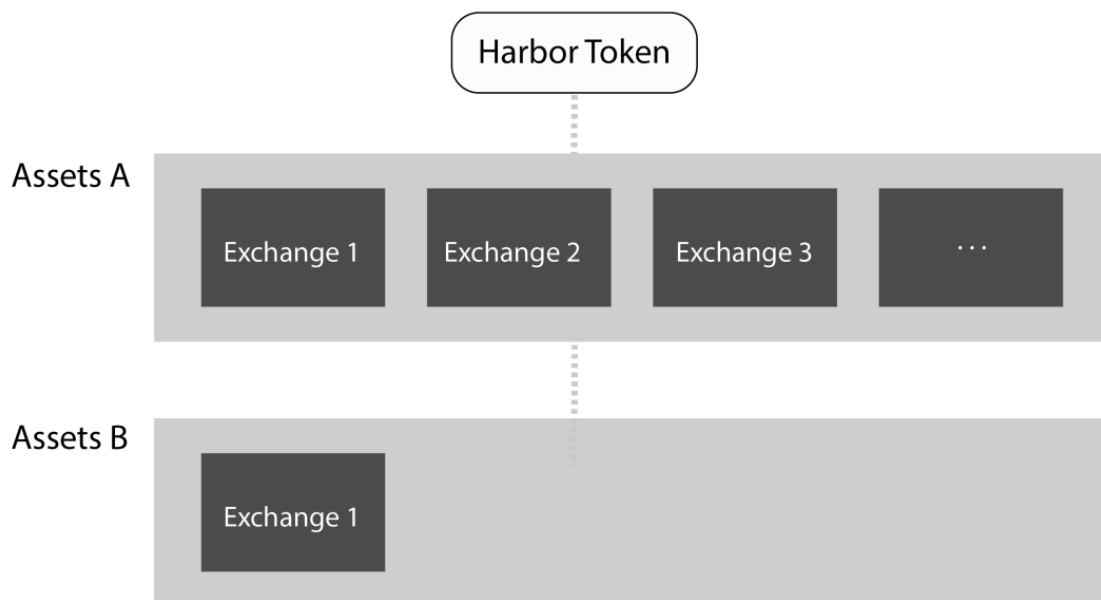 Harbor Token
Assets A
Exchange 1
Exchange 2
Exchange 3
...
Assets B
Exchange 1